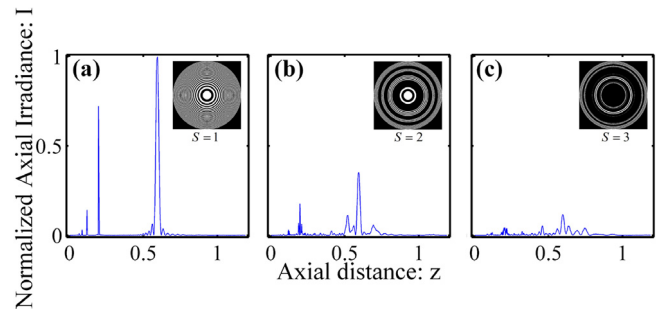 Normalized Axial Irradiance: I
1
0.5
0
(a)
S = 1
0.5
1
(b)
S = 2
0
0.5
1
(c)
S = 3
0
0.5
1
Axial distance: z